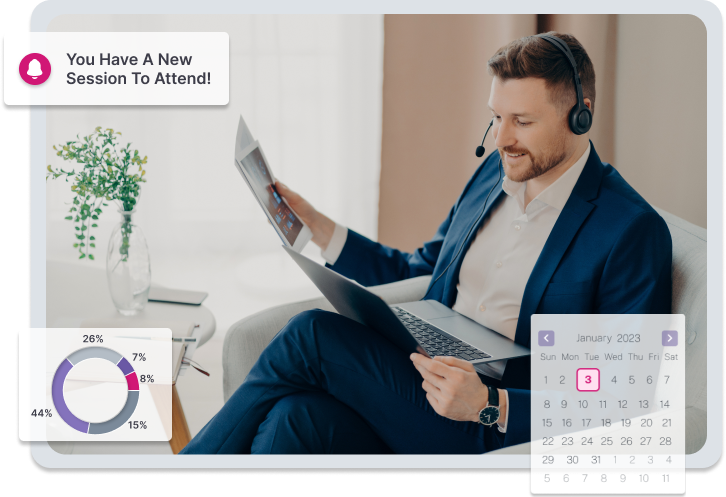 You Have A New
Session To Attend!
26%
7%
8%
44%
15%
January 2023
Sun Mon Tue Wed Thu Fri Sat
1 2 3 4 5 6 7
8 9 10 11 12 13 14
15 16 17 18 19 20 21
22 23 24 25 26 27 28
29 30 31 1 2 3 4
5 6 7 8 9 10 11